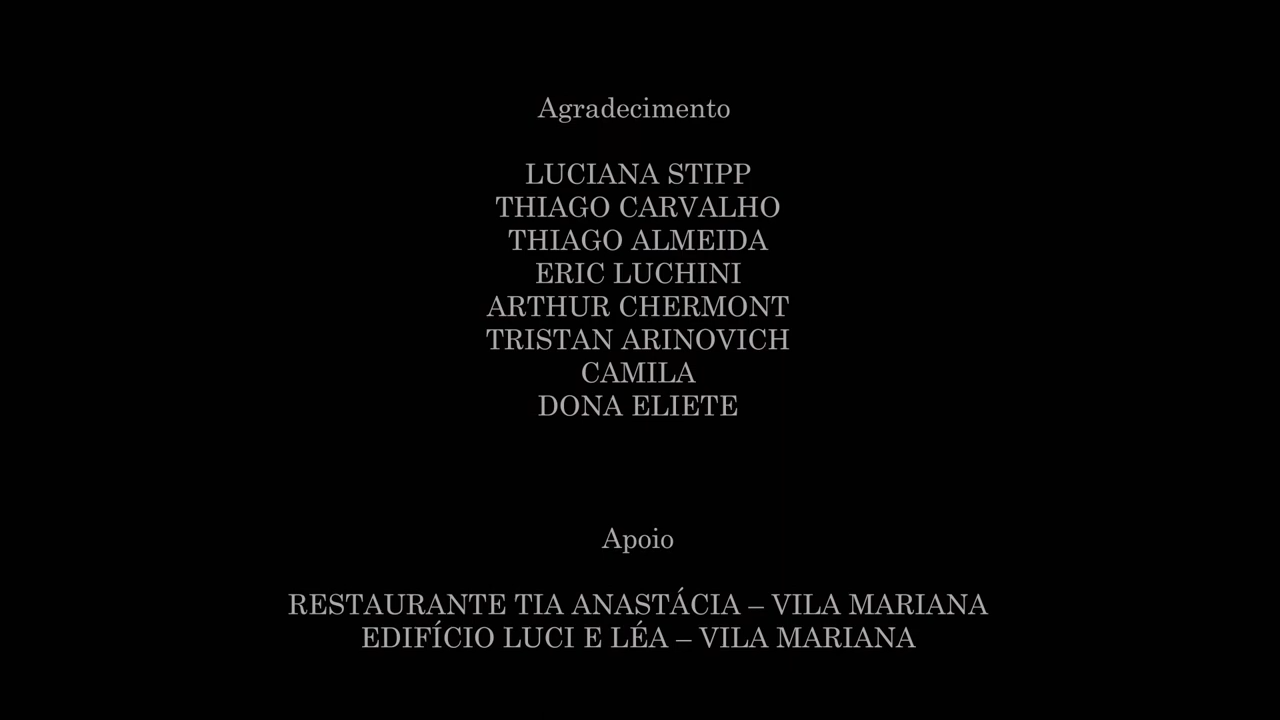 Agradecimento
LUCIANA STIPP
THIAGO CARVALHO
THIAGO ALMEIDA
ERIC LUCHINI
ARTHUR CHERMONT
TRISTAN ARINOVICH
CAMILA
DONA ELIETE
Apoio
RESTAURANTE TIA ANASTÁCIA – VILA MARIANA
EDIFÍCIO LUCI E LÉA – VILA MARIANA